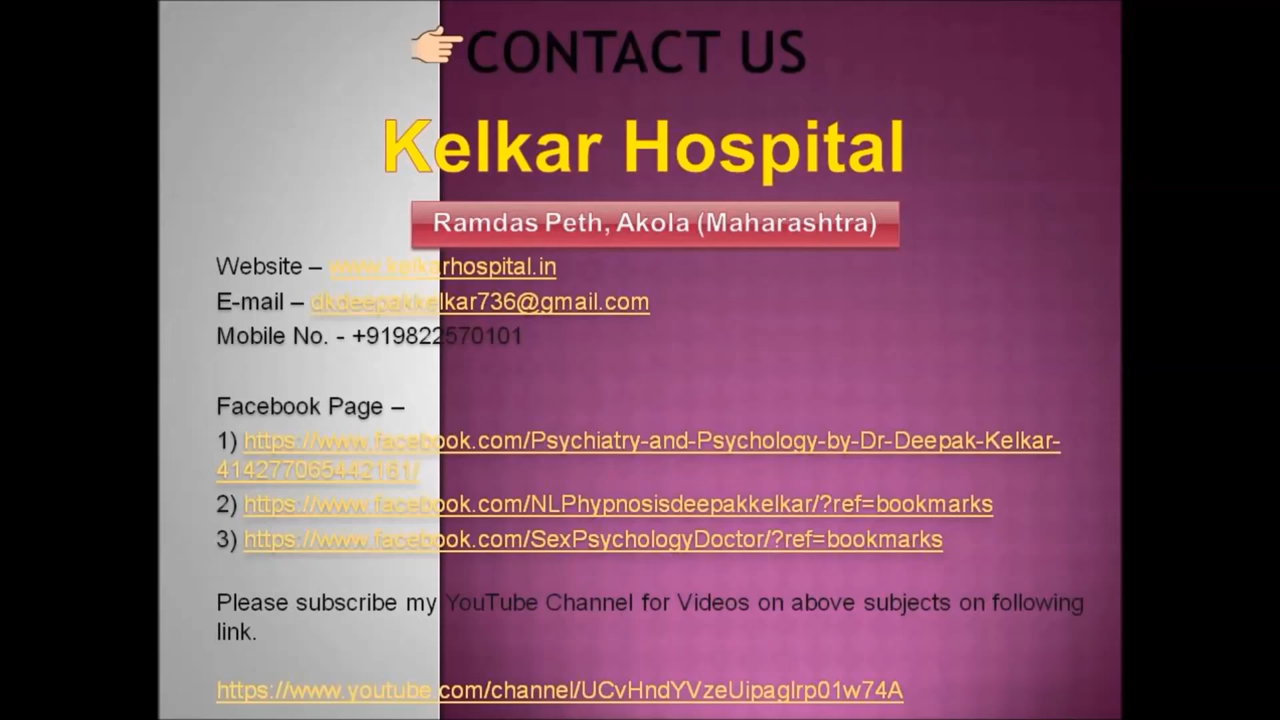 CONTACT US
Kelkar Hospital
Ramdas Peth, Akola (Maharashtra)
Website – www.kelkarhospital.in
E-mail – dkdeepakkelkar736@gmail.com
Mobile No. - +919822570101
Facebook Page –
1) https://www.facebook.com/Psychiatry-and-Psychology-by-Dr-Deepak-Kelkar-
414277065442161/
2) https://www.facebook.com/NLPhypnosisdeepakkelkar/?ref=bookmarks
3) https://www.facebook.com/SexPsychologyDoctor/?ref=bookmarks
Please subscribe my YouTube Channel for Videos on above subjects on following
link.
https://www.youtube.com/channel/UCvHndYVzeUipaglrp01w74A